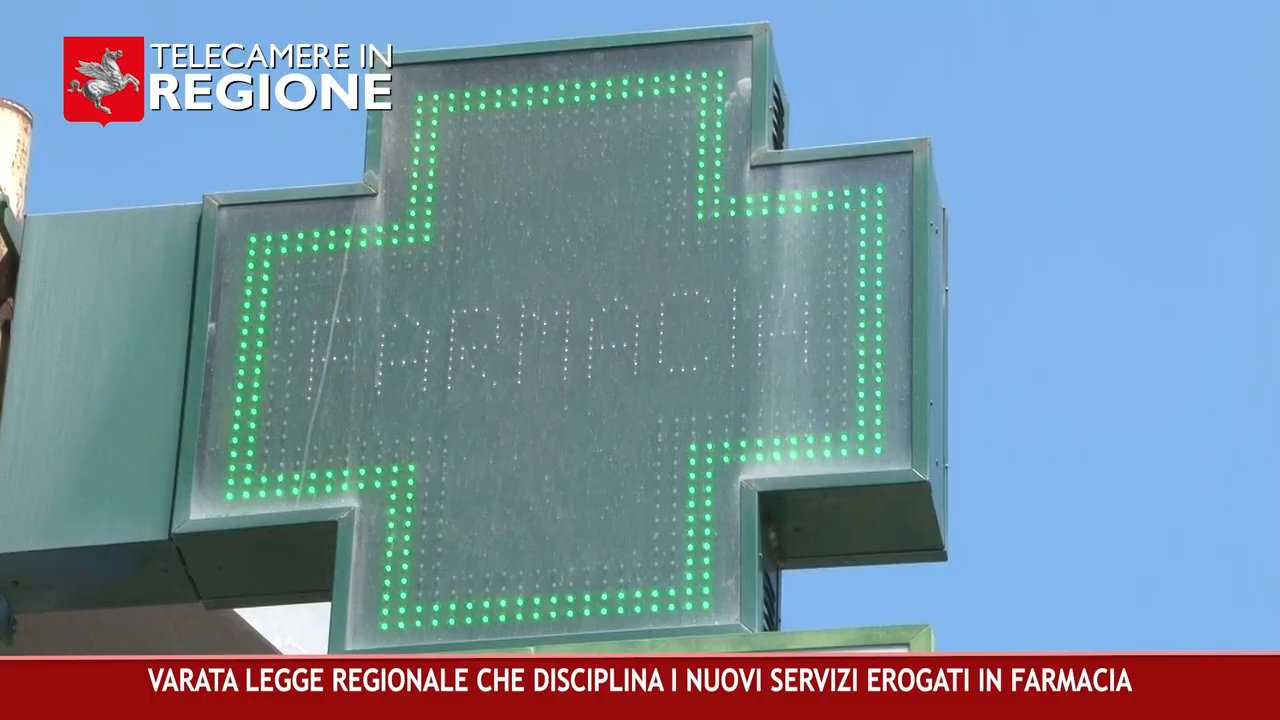 TELECAMERE IN
REGIONE
FARMACIA
VARATA LEGGE REGIONALE CHE DISCIPLINA I NUOVI SERVIZI EROGATI IN FARMACIA